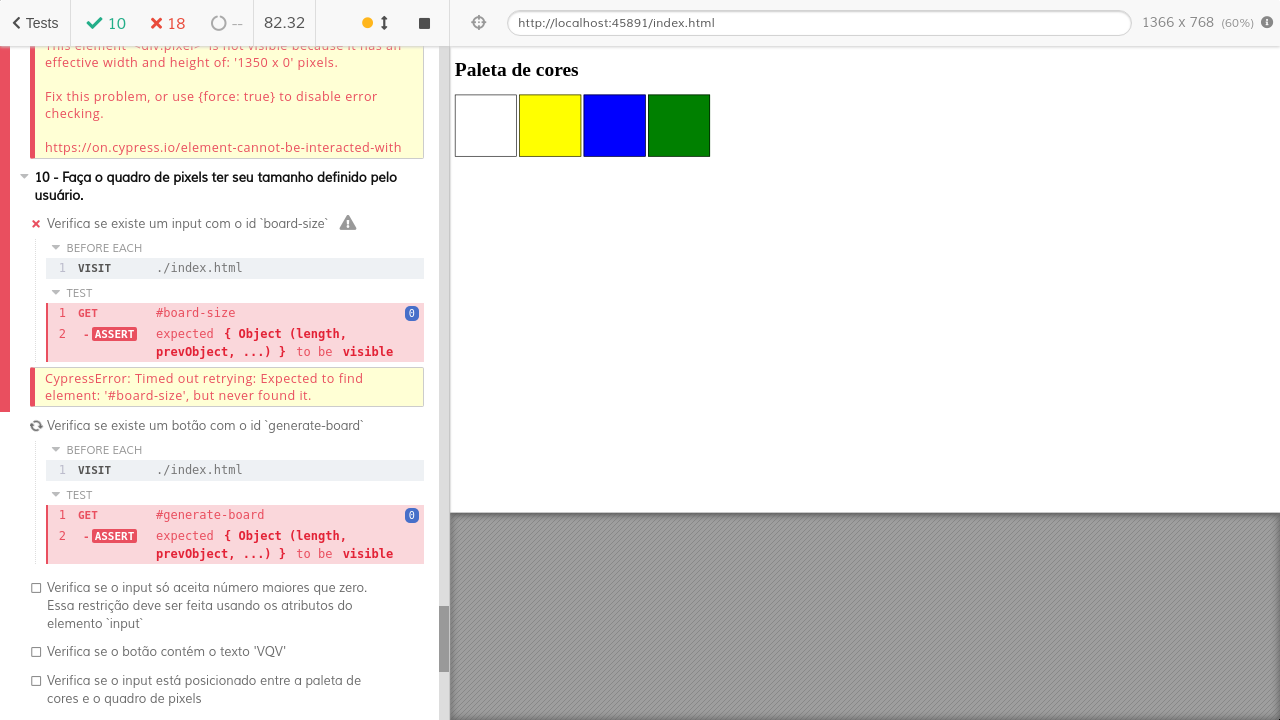 Tests
10
18
--
82.32
http://localhost:45891/index.html
1366 x 768 (60%)
This element '<div.pixel>' is not visible because it has an
effective width and height of: '1350 x 0' pixels.
Fix this problem, or use {force: true} to disable error
checking.
https://on.cypress.io/element-cannot-be-interacted-with
10 - Faça o quadro de pixels ter seu tamanho definido pelo
usuário.
Verifica se existe um input com o id `board-size`
BEFORE EACH
1 VISIT ./index.html
TEST
1 GET #board-size 0
2 -ASSERT expected { Object (length,
prevObject, ...) } to be visible
CypressError: Timed out retrying: Expected to find
element: '#board-size', but never found it.
Verifica se existe um botão com o id `generate-board`
BEFORE EACH
1 VISIT ./index.html
TEST
1 GET #generate-board 0
2 -ASSERT expected { Object (length,
prevObject, ...) } to be visible
Verifica se o input só aceita número maiores que zero.
Essa restrição deve ser feita usando os atributos do
elemento `input`
Verifica se o botão contém o texto 'VQV'
Verifica se o input está posicionado entre a paleta de
cores e o quadro de pixels
Paleta de cores